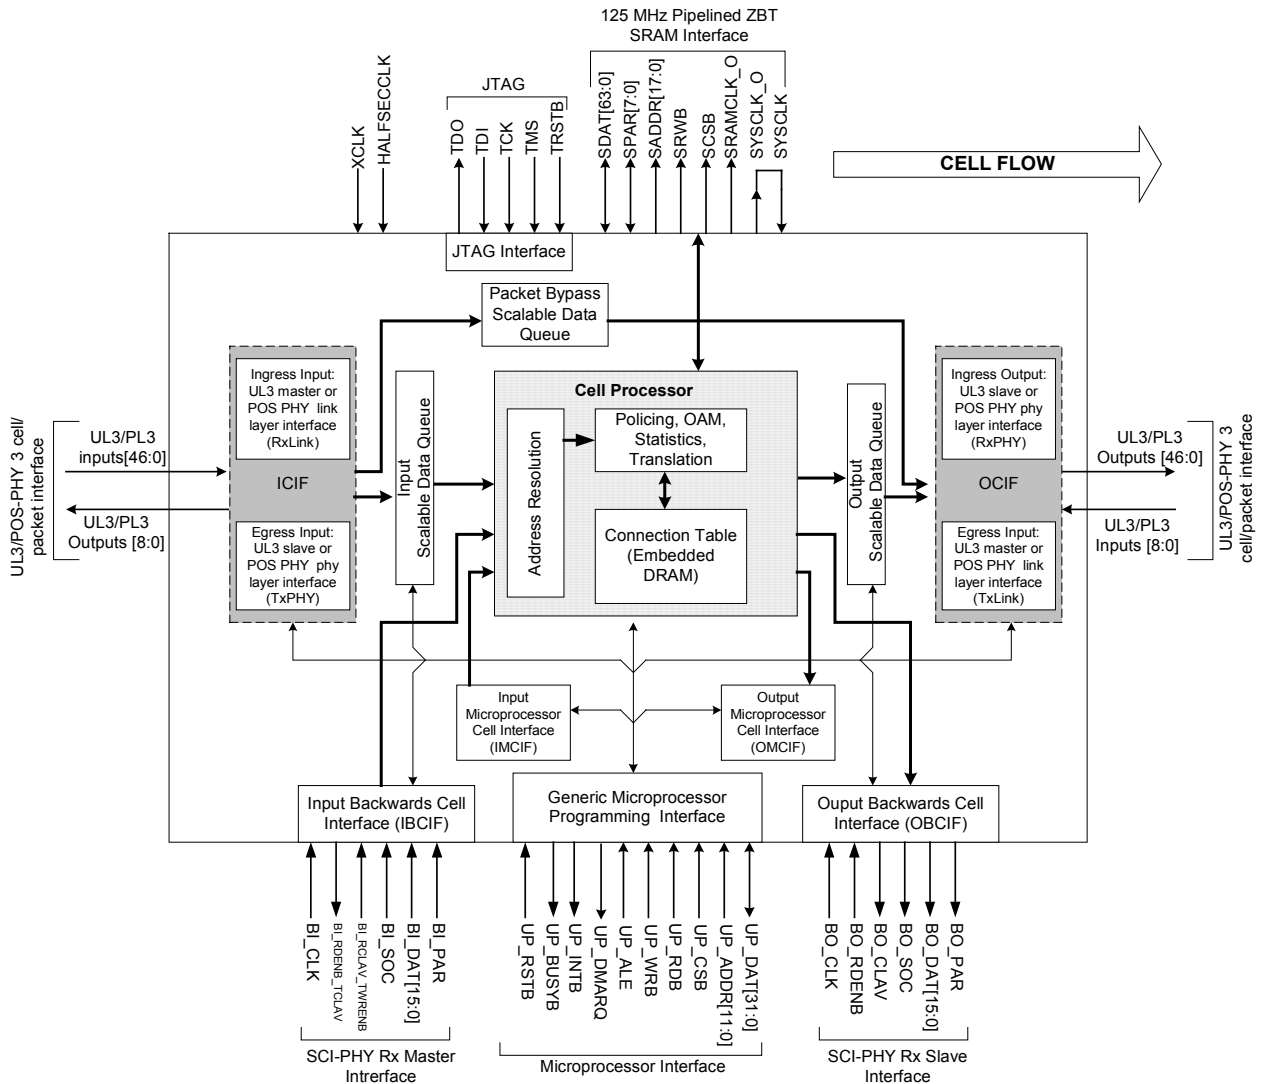 125 MHz Pipelined ZBT
SRAM Interface
JTAG
XCLK
HALFSECCLK
TDO
TDI
TCK
TMS
TRSTB
SDAT[63:0]
SPAR[7:0]
SADDR[17:0]
SRWB
SCSB
SRAMCLK_O
SYSCLK_O
SYSCLK
CELL FLOW
JTAG Interface
Packet Bypass
Scalable Data
Queue
Ingress Input:
UL3 master or
POS PHY link
layer interface
(RxLink)
ICIF
Egress Input:
UL3 slave or
POS PHY phy
layer interface
(TxPHY)
UL3/POS-PHY 3 cell/
packet interface
UL3/PL3
inputs[46:0]
UL3/PL3
Outputs [8:0]
Input
Scalable Data Queue
Cell Processor
Address Resolution
Policing, OAM,
Statistics,
Translation
Connection Table
(Embedded
DRAM)
Output
Scalable Data Queue
Ingress Output:
UL3 slave or
POS PHY phy
layer interface
(RxPHY)
OCIF
Egress Input:
UL3 master or
POS PHY link
layer interface
(TxLink)
UL3/PL3
Outputs [46:0]
UL3/PL3
Inputs [8:0]
UL3/POS-PHY 3
cell/packet interface
Input
Microprocessor
Cell Interface
(IMCIF)
Output
Microprocessor
Cell Interface
(OMCIF)
Input Backwards Cell
Interface (IBCIF)
Generic Microprocessor
Programming Interface
Ouput Backwards Cell
Interface (OBCIF)
BI_CLK
BI_RDENB_TCLAV
BI_RCLAV_TWRENB
BI_SOC
BI_DAT[15:0]
BI_PAR
UP_RSTB
UP_BUSYB
UP_INTB
UP_DMARQ
UP_ALE
UP_WRB
UP_RDB
UP_CSB
UP_ADDR[11:0]
UP_DAT[31:0]
BO_CLK
BO_RDENB
BO_CLAV
BO_SOC
BO_DAT[15:0]
BO_PAR
SCI-PHY Rx Master
Intrerface
Microprocessor Interface
SCI-PHY Rx Slave
Interface